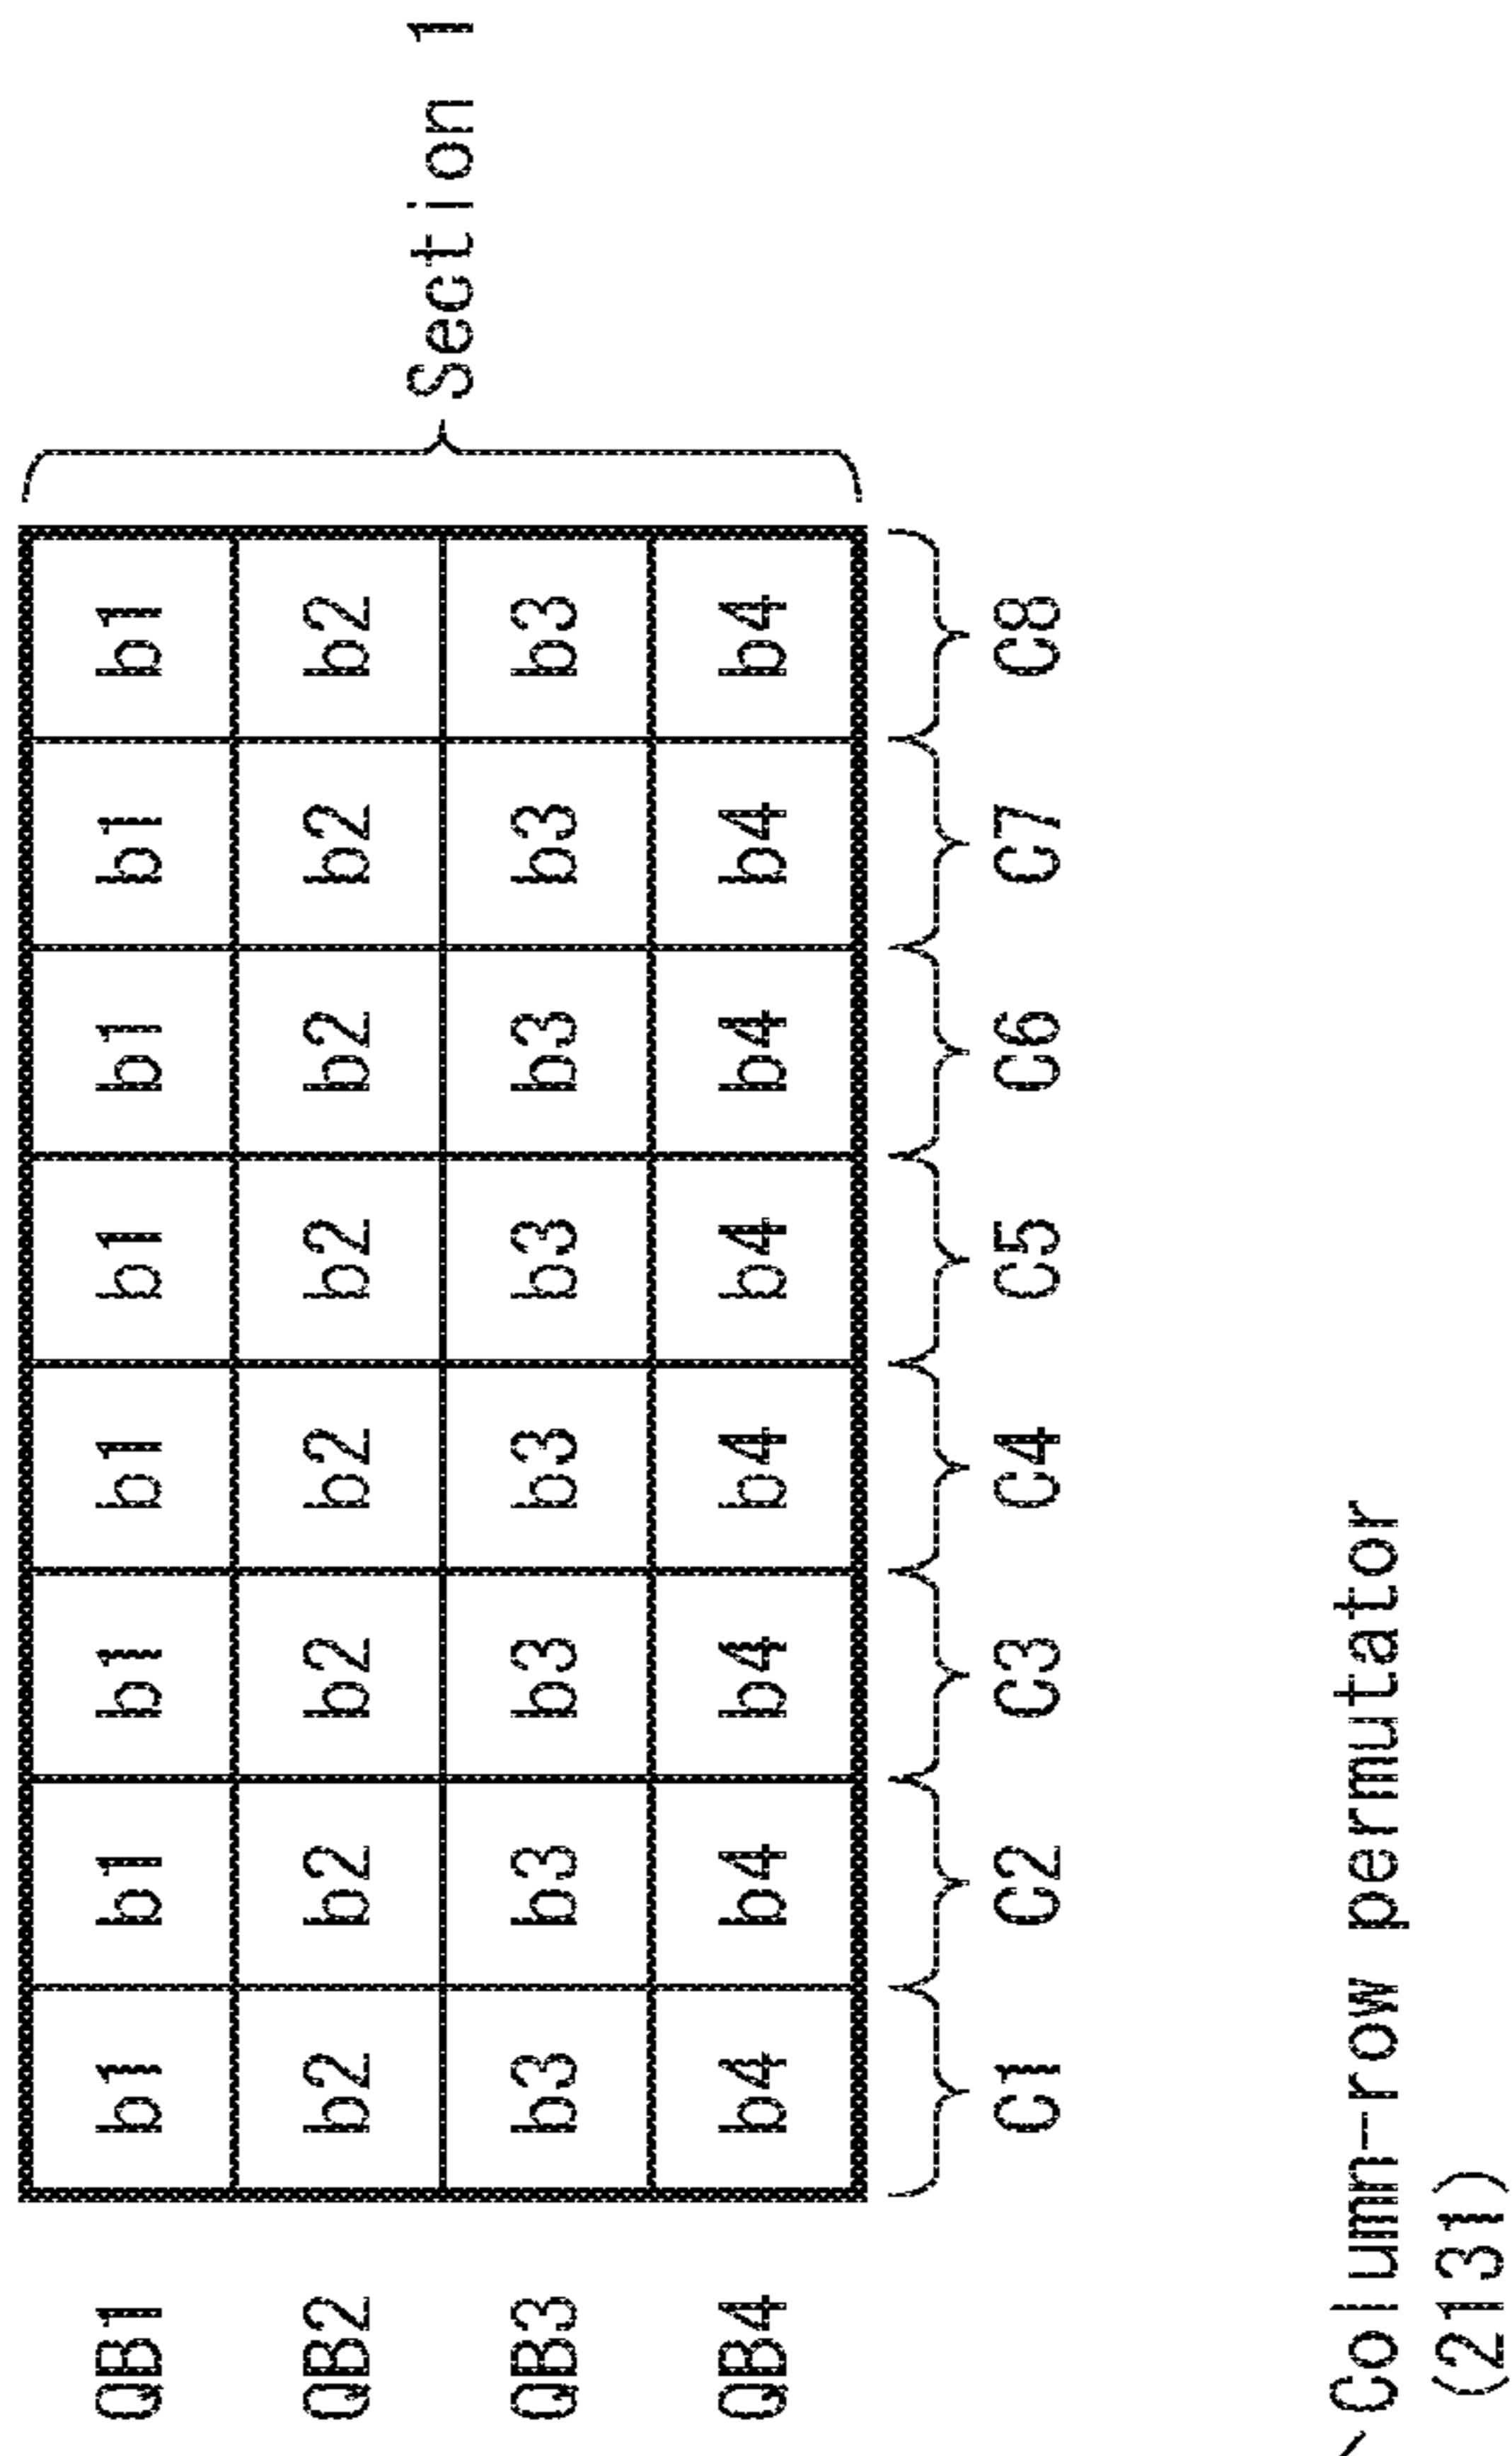 QB1 b1 b1 b1 b1 b1 b1 b1 b1
QB2 b2 b2 b2 b2 b2 b2 b2 b2
QB3 b3 b3 b3 b3 b3 b3 b3 b3
QB4 b4 b4 b4 b4 b4 b4 b4 b4
Section 1
C1 C2 C3 C4 C5 C6 C7 C8
Column-row permutator
(2131)